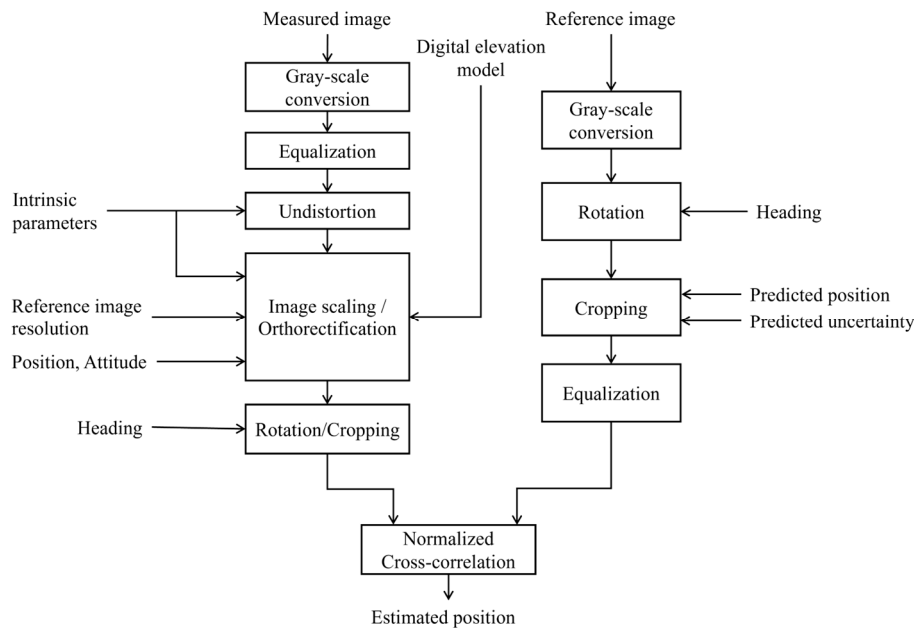 Measured image
Reference image
Digital elevation
model
Gray-scale
conversion
Gray-scale
conversion
Equalization
Intrinsic
parameters
Undistortion
Rotation
Heading
Reference image
resolution
Image scaling /
Orthorectification
Cropping
Predicted position
Predicted uncertainty
Position, Attitude
Equalization
Heading
Rotation/Cropping
Normalized
Cross-correlation
Estimated position